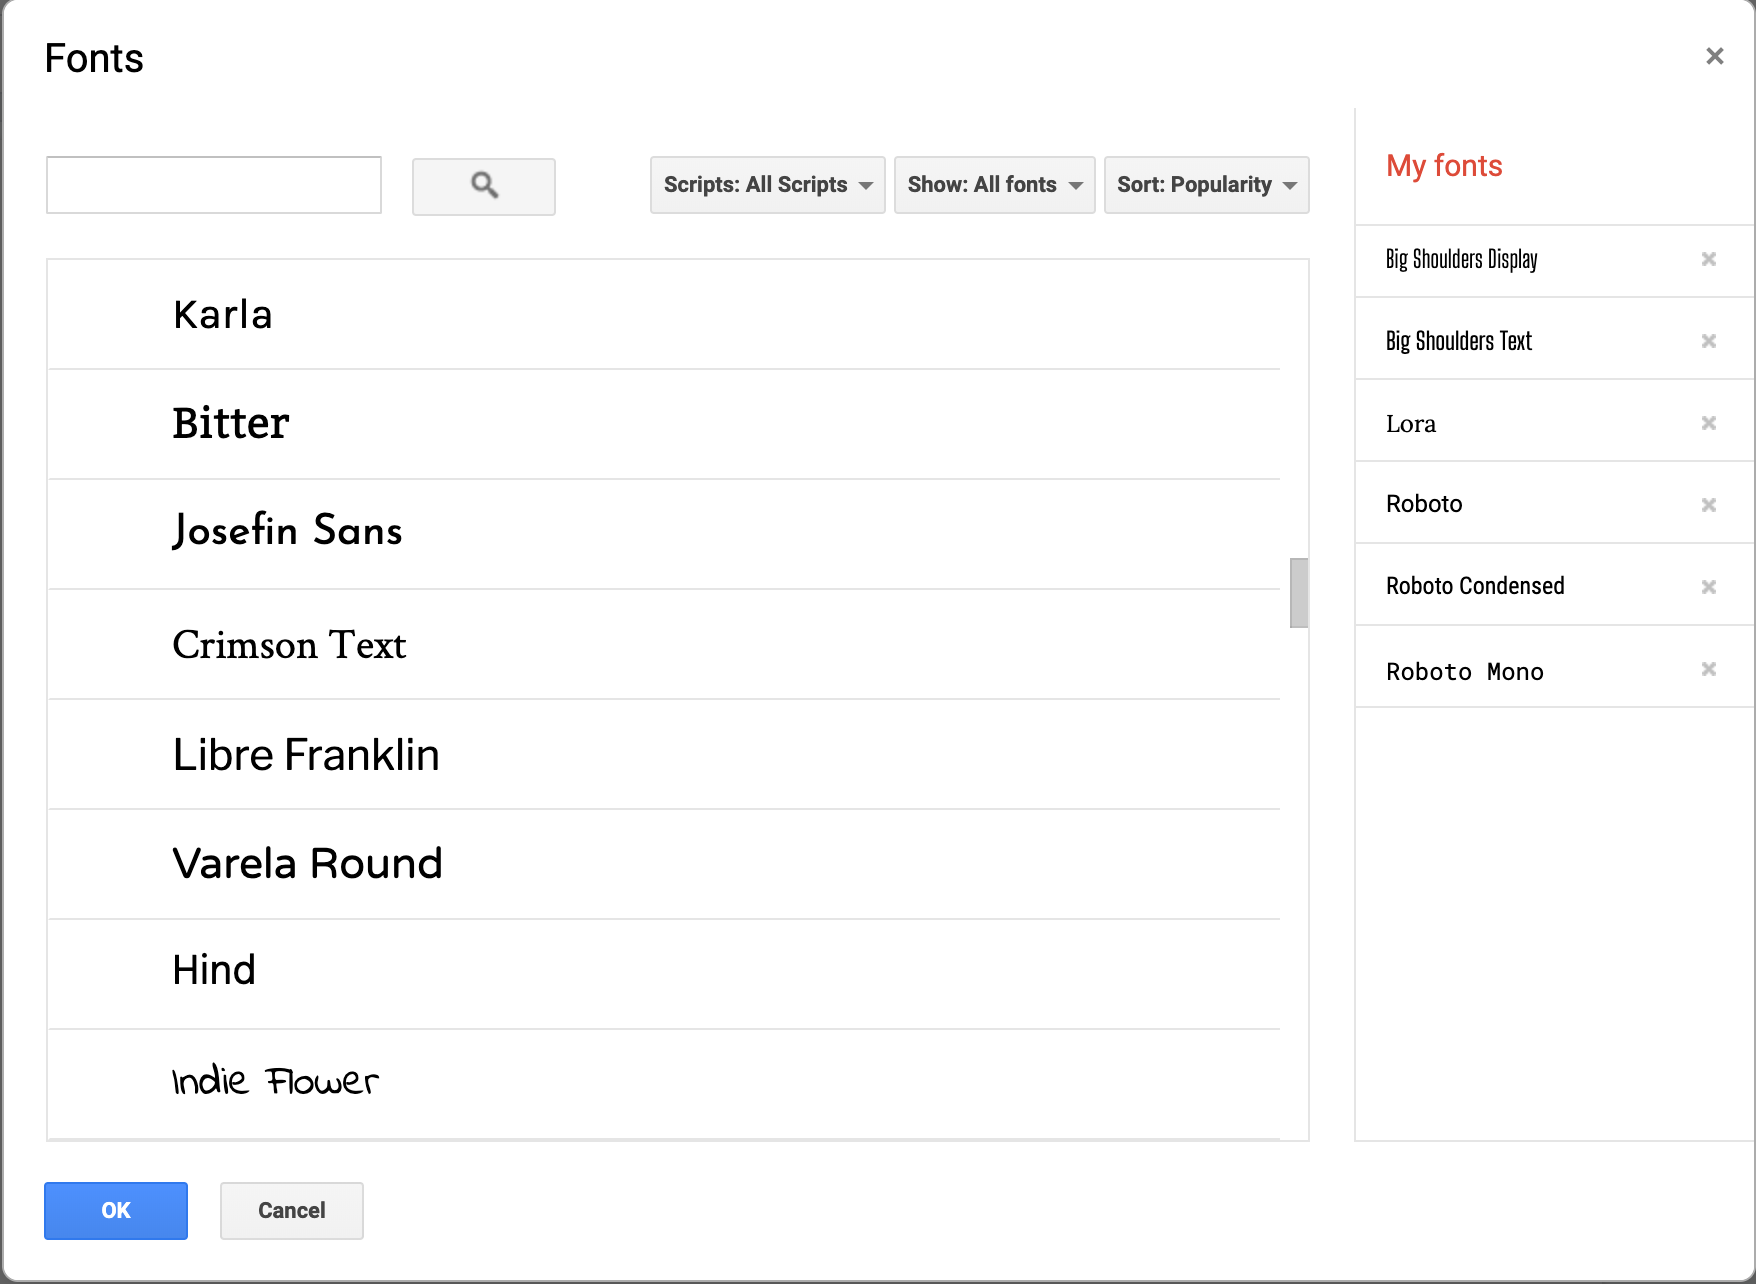 Fonts
Scripts: All Scripts
Show: All fonts
Sort: Popularity
Karla
Bitter
Josefin Sans
Crimson Text
Libre Franklin
Varela Round
Hind
Indie Flower
My fonts
Big Shoulders Display
Big Shoulders Text
Lora
Roboto
Roboto Condensed
Roboto Mono
OK
Cancel